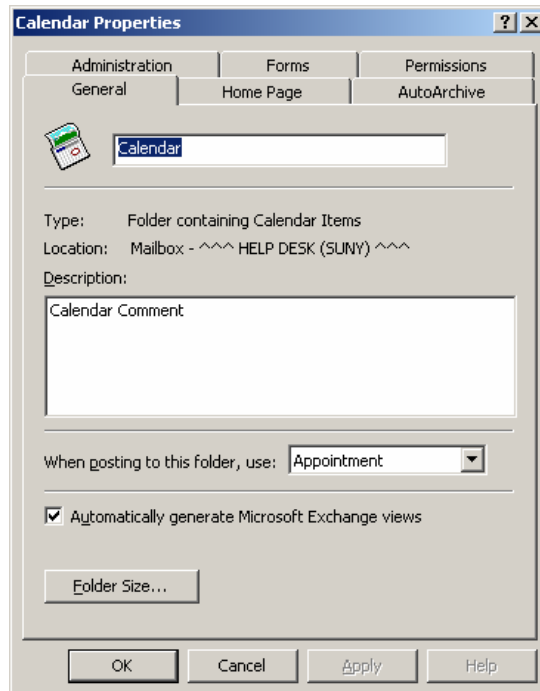 Calendar Properties
Administration Forms Permissions
General Home Page AutoArchive
Calendar
Type: Folder containing Calendar Items
Location: Mailbox - ^^^ HELP DESK (SUNY) ^^^
Description:
Calendar Comment
When posting to this folder, use: Appointment
Automatically generate Microsoft Exchange views
Folder Size...
OK Cancel Apply Help